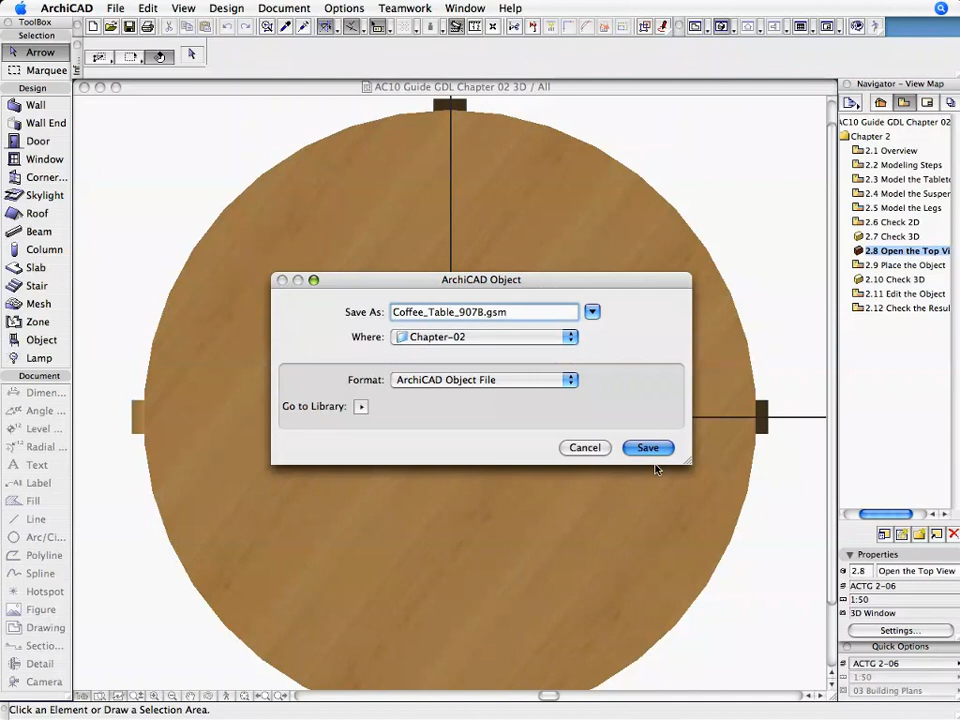 ArchiCAD File Edit View Design Document Options Teamwork Window Help
ToolBox
Selection
Arrow
Marquee
Design
Wall
Wall End
Door
Window
Corner...
Skylight
Roof
Beam
Column
Slab
Stair
Mesh
Zone
Object
Lamp
Document
Dimen...
Angle ...
Level ...
Radial ...
Text
Label
Fill
Line
Arc/Ci...
Polyline
Spline
Hotspot
Figure
Drawing
Sectio...
Detail
Camera
AC10 Guide GDL Chapter 02 3D / All
ArchiCAD Object
Save As: Coffee_Table_907B.gsm
Where: Chapter-02
Format: ArchiCAD Object File
Go to Library:
Cancel Save
Navigator - View Map
AC10 Guide GDL Chapter 02
Chapter 2
2.1 Overview
2.2 Modeling Steps
2.3 Model the Tablet
2.4 Model the Suspen
2.5 Model the Legs
2.6 Check 2D
2.7 Check 3D
2.8 Open the Top Vi
2.9 Place the Object
2.10 Check 3D
2.11 Edit the Object
2.12 Check the Resul
Properties
2.8 Open the Top View
ACTG 2-06
1:50
3D Window
Settings...
Quick Options
ACTG 2-06
1:50
03 Building Plans
Click an Element or Draw a Selection Area.